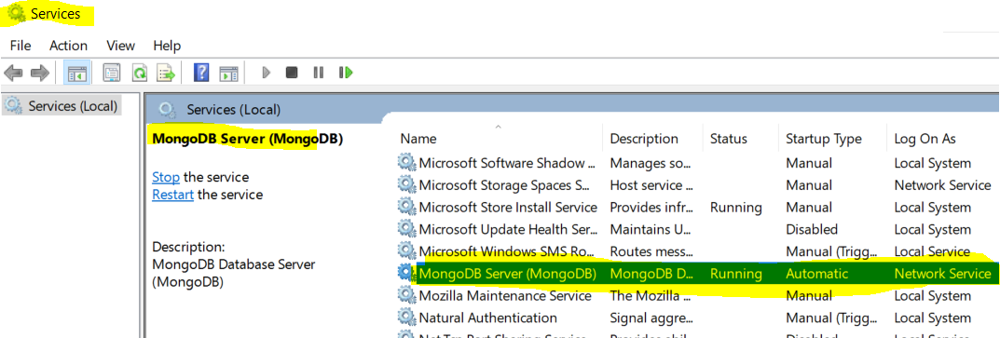 Services
File Action View Help
Services (Local)
Services (Local)
MongoDB Server (MongoDB)
Stop the service
Restart the service
Description:
MongoDB Database Server
(MongoDB)
Name Description Status Startup Type Log On As
Microsoft Software Shadow ... Manages so... Manual Local System
Microsoft Storage Spaces S... Host service ... Manual Network Service
Microsoft Store Install Service Provides infr... Running Manual Local System
Microsoft Update Health Ser... Maintains U... Disabled Local System
Microsoft Windows SMS Ro... Routes mess... Manual (Trigg... Local Service
MongoDB Server (MongoDB) MongoDB D... Running Automatic Network Service
Mozilla Maintenance Service The Mozilla ... Manual Local System
Natural Authentication Signal aggre... Manual (Trigg... Local System